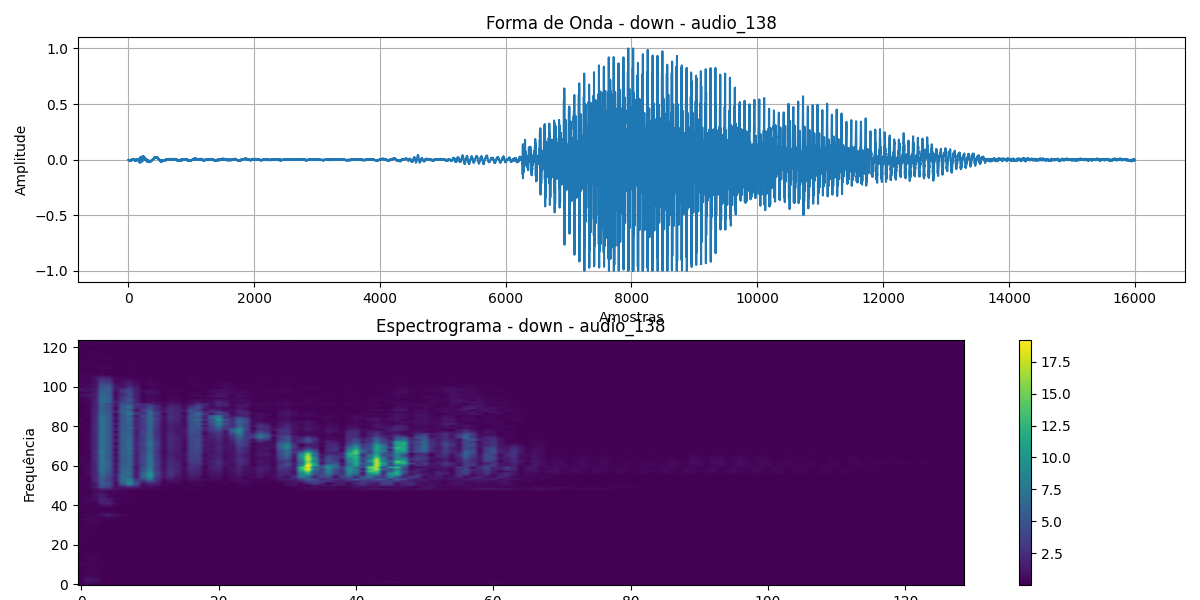 Forma de Onda - down - audio_138
1.0
0.5
0.0
−0.5
−1.0
Amplitude
0 2000 4000 6000 8000 10000 12000 14000 16000
Amostras
Espectrograma - down - audio_138
120
100
80
60
40
20
0
Frequência
0 20 40 60 80 100 120
17.5
15.0
12.5
10.0
7.5
5.0
2.5